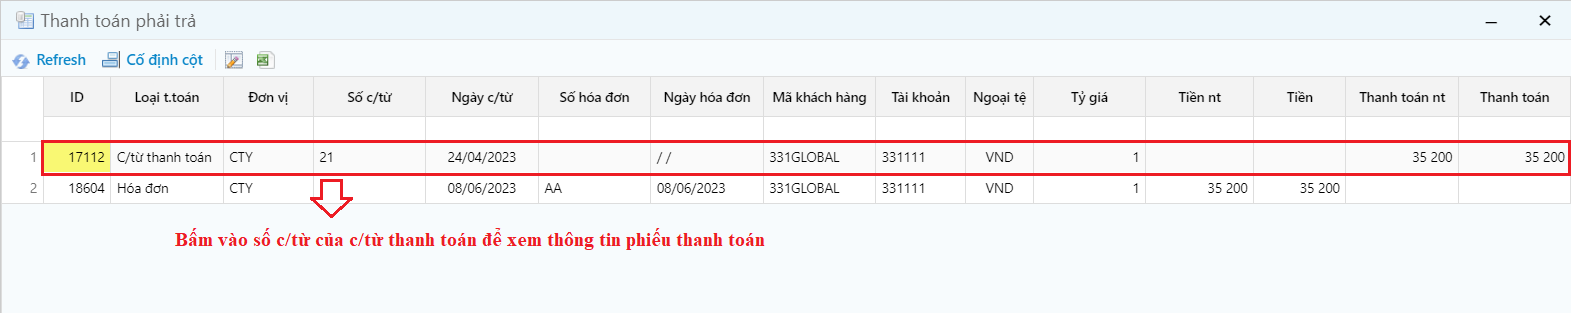 Thanh toán phải trả
Refresh Cố định cột
ID Loại t.toán Đơn vị Số c/từ Ngày c/từ Số hóa đơn Ngày hóa đơn Mã khách hàng Tài khoản Ngoại tệ Tỷ giá Tiền nt Tiền Thanh toán nt Thanh toán
1 17112 C/từ thanh toán CTY 21 24/04/2023 / / 331GLOBAL 331111 VND 1 35 200 35 200
2 18604 Hóa đơn CTY 08/06/2023 AA 08/06/2023 331GLOBAL 331111 VND 1 35 200 35 200
Bấm vào số c/từ của c/từ thanh toán để xem thông tin phiếu thanh toán